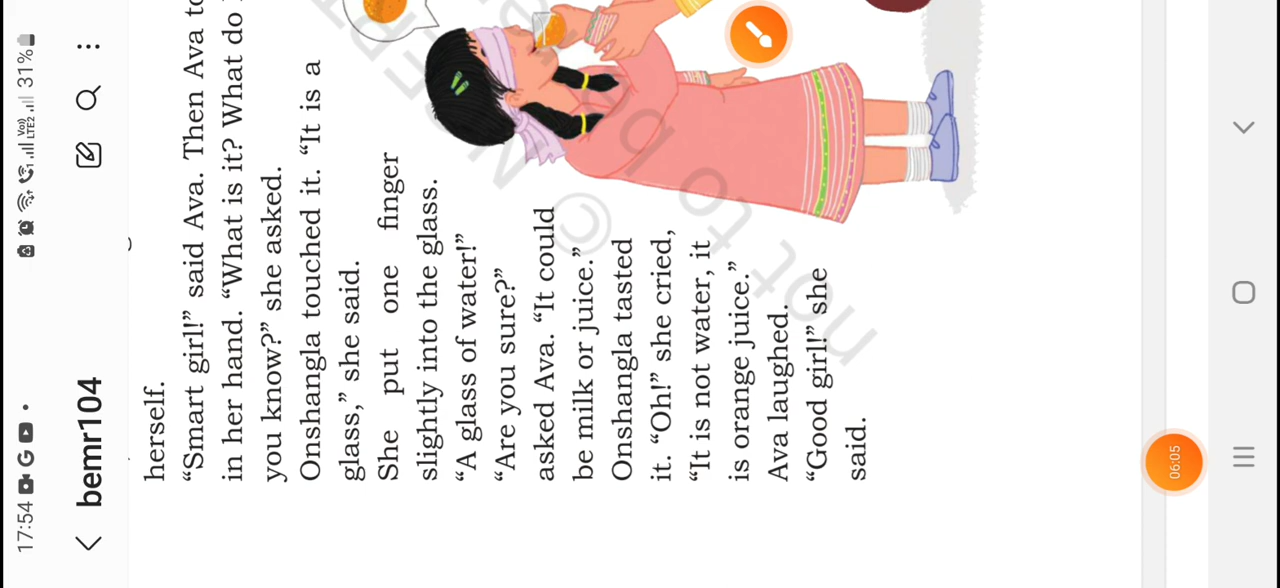 17:54
VoD
LTE2
31%
bemr104
herself.
“Smart girl!” said Ava. Then Ava
in her hand. “What is it? What do
you know?” she asked.
Onshangla touched it. “It is a
glass,” she said.
She put one finger
slightly into the glass.
“A glass of water!”
“Are you sure?”
asked Ava. “It could
be milk or juice.”
Onshangla tasted
it. “Oh!” she cried,
“It is not water, it
is orange juice.”
Ava laughed.
“Good girl!” she
said.
©
not to be
06:05